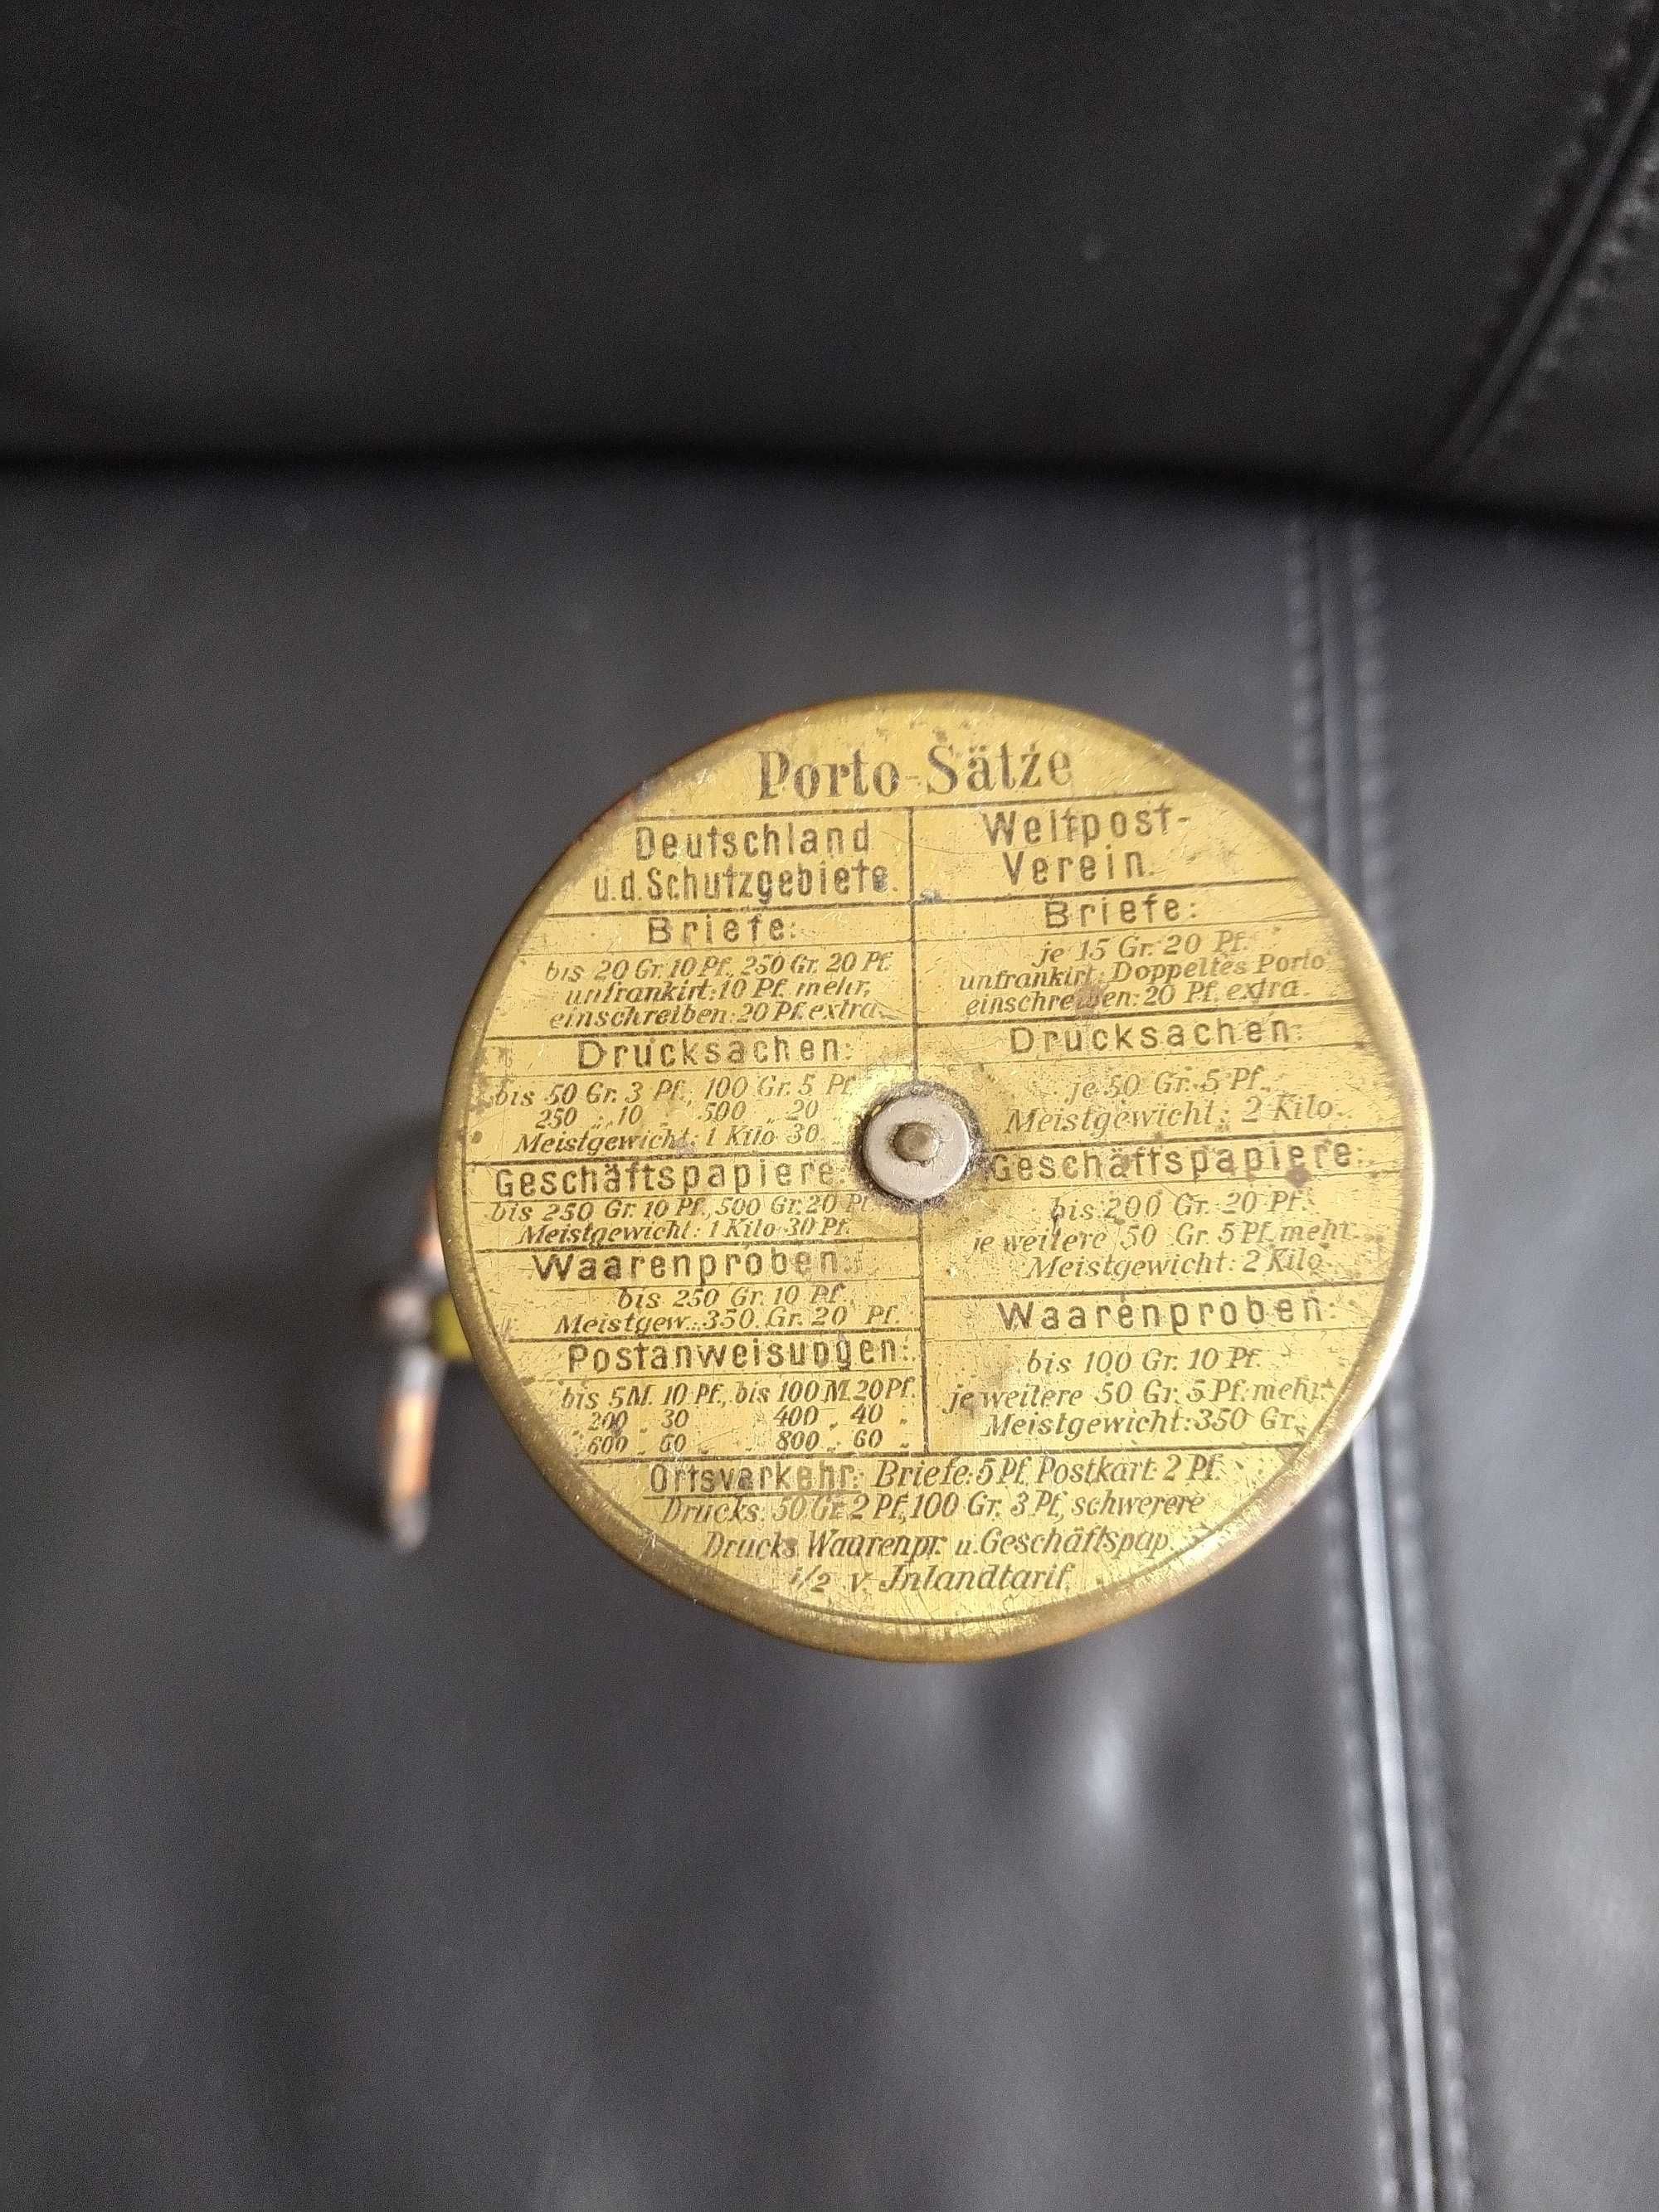 Porto-Sätze
Deutschland
u.d.Schutzgebiete.
Briefe:
bis 20 Gr. 10 Pf., 250 Gr. 20 Pf.
unfrankirt: 10 Pf. mehr,
einschreiben: 20 Pf. extra.
Drucksachen:
bis 50 Gr. 3 Pf., 100 Gr. 5 Pf.
250 „ 10 „ 500 „ 20
Meistgewicht: 1 Kilo 30
Geschäftspapiere:
bis 250 Gr. 10 Pf., 500 Gr. 20 Pf.
Meistgewicht: 1 Kilo 30 Pf.
Waarenproben:
bis 250 Gr. 10 Pf.
Meistgew.: 350 Gr. 20 Pf.
Postanweisungen:
bis 5 M. 10 Pf., bis 100 M. 20 Pf.
200 „ 30 „ 400 „ 40 „
600 „ 50 „ 800 „ 60 „
Weltpost-
Verein.
Briefe:
je 15 Gr. 20 Pf.
unfrankirt: Doppeltes Porto
einschreiben: 20 Pf. extra.
Drucksachen:
je 50 Gr. 5 Pf.
Meistgewicht: 2 Kilo.
Geschäftspapiere:
bis 200 Gr. 20 Pf.
je weitere 50 Gr. 5 Pf. mehr.
Meistgewicht: 2 Kilo
Waarenproben:
bis 100 Gr. 10 Pf.
je weitere 50 Gr. 5 Pf. mehr.
Meistgewicht: 350 Gr.
Ortsverkehr: Briefe: 5 Pf. Postkart. 2 Pf.
Drucks. 50 Gr. 2 Pf., 100 Gr. 3 Pf., schwerere
Drucks. Waarenpr. u. Geschäftspap.
1/2 v. Inlandtarif.